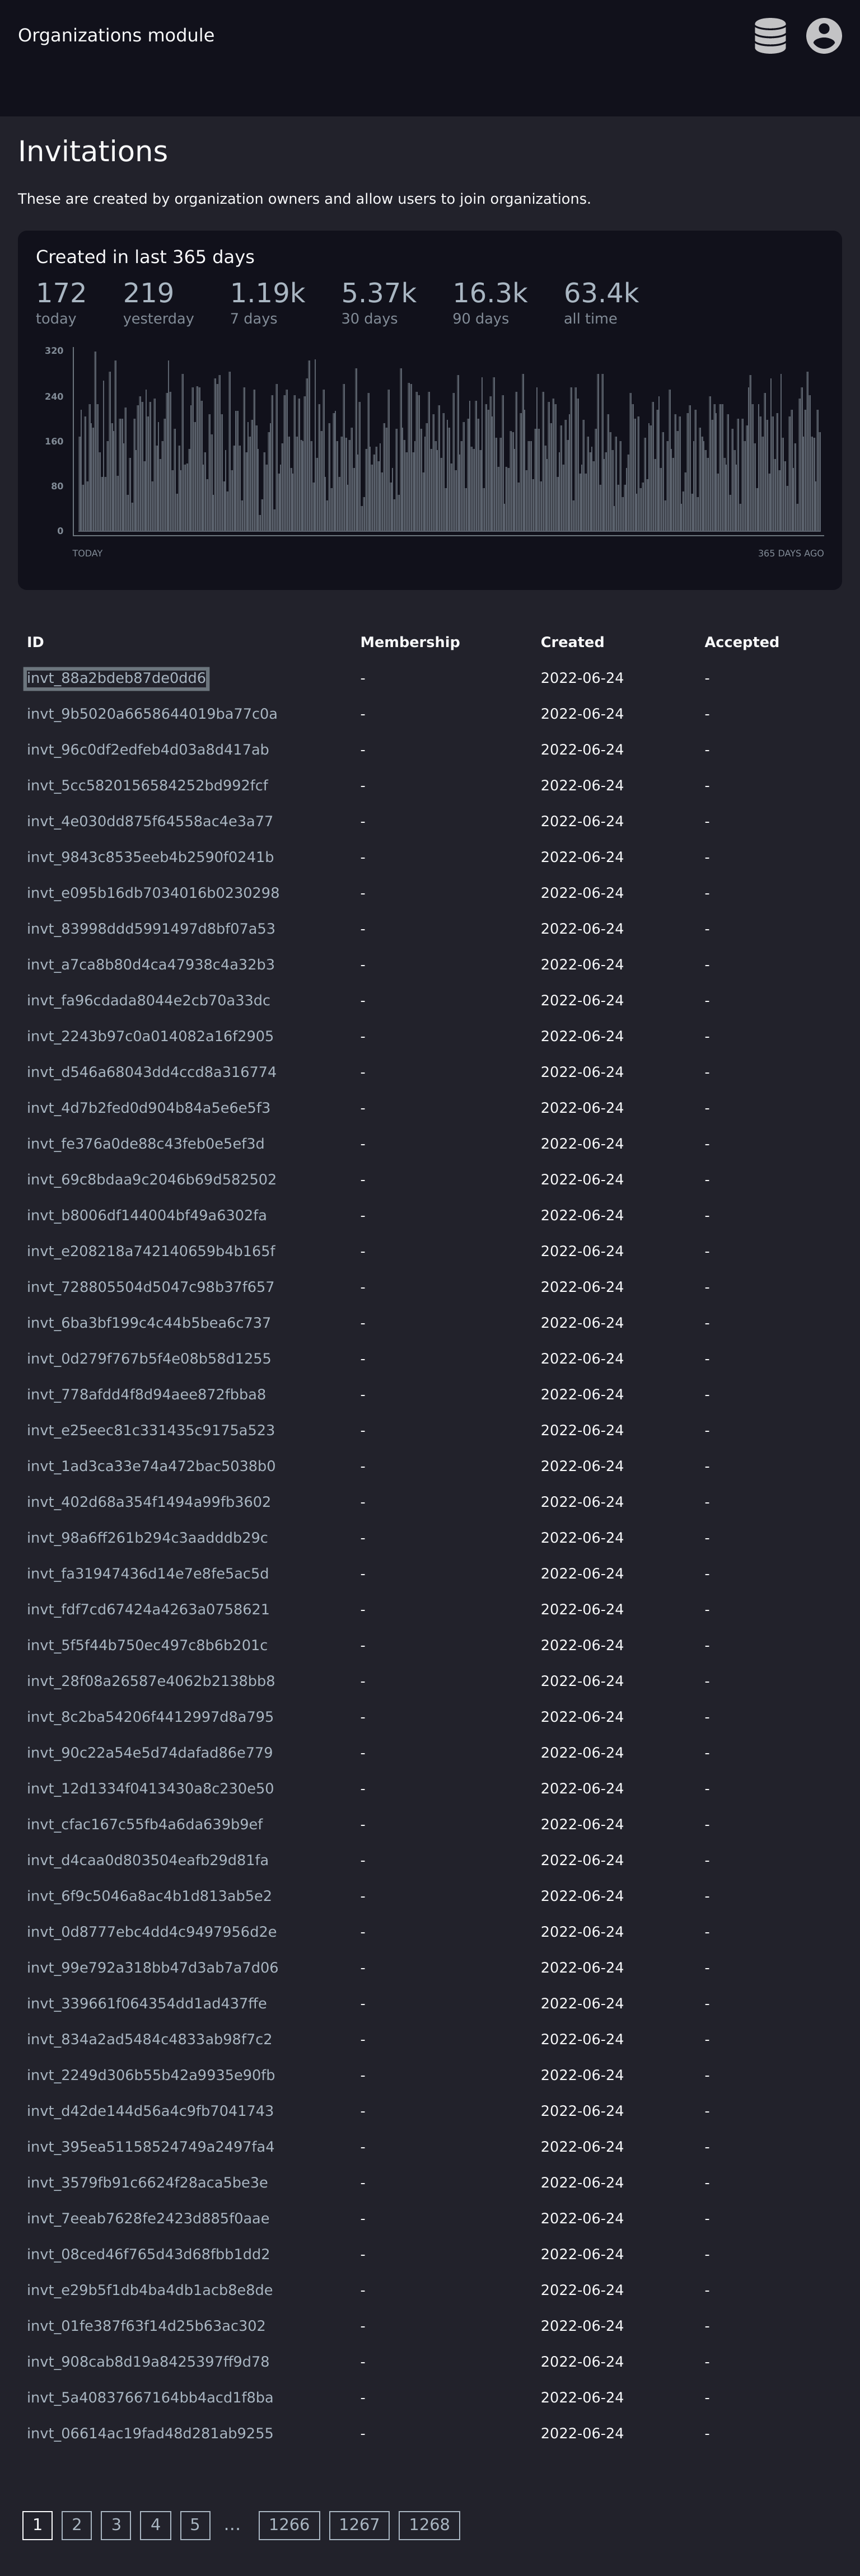 Organizations module
Invitations
These are created by organization owners and allow users to join organizations.
Created in last 365 days
172 219 1.19k 5.37k 16.3k 63.4k
today yesterday 7 days 30 days 90 days all time
320
240
160
80
0
TODAY 365 DAYS AGO
ID Membership Created Accepted
invt_88a2bdeb87de0dd6 - 2022-06-24 -
invt_9b5020a6658644019ba77c0a - 2022-06-24 -
invt_96c0df2edfeb4d03a8d417ab - 2022-06-24 -
invt_5cc5820156584252bd992fcf - 2022-06-24 -
invt_4e030dd875f64558ac4e3a77 - 2022-06-24 -
invt_9843c8535eeb4b2590f0241b - 2022-06-24 -
invt_e095b16db7034016b0230298 - 2022-06-24 -
invt_83998ddd5991497d8bf07a53 - 2022-06-24 -
invt_a7ca8b80d4ca47938c4a32b3 - 2022-06-24 -
invt_fa96cdada8044e2cb70a33dc - 2022-06-24 -
invt_2243b97c0a014082a16f2905 - 2022-06-24 -
invt_d546a68043dd4ccd8a316774 - 2022-06-24 -
invt_4d7b2fed0d904b84a5e6e5f3 - 2022-06-24 -
invt_fe376a0de88c43feb0e5ef3d - 2022-06-24 -
invt_69c8bdaa9c2046b69d582502 - 2022-06-24 -
invt_b8006df144004bf49a6302fa - 2022-06-24 -
invt_e208218a742140659b4b165f - 2022-06-24 -
invt_728805504d5047c98b37f657 - 2022-06-24 -
invt_6ba3bf199c4c44b5bea6c737 - 2022-06-24 -
invt_0d279f767b5f4e08b58d1255 - 2022-06-24 -
invt_778afdd4f8d94aee872fbba8 - 2022-06-24 -
invt_e25eec81c331435c9175a523 - 2022-06-24 -
invt_1ad3ca33e74a472bac5038b0 - 2022-06-24 -
invt_402d68a354f1494a99fb3602 - 2022-06-24 -
invt_98a6ff261b294c3aadddb29c - 2022-06-24 -
invt_fa31947436d14e7e8fe5ac5d - 2022-06-24 -
invt_fdf7cd67424a4263a0758621 - 2022-06-24 -
invt_5f5f44b750ec497c8b6b201c - 2022-06-24 -
invt_28f08a26587e4062b2138bb8 - 2022-06-24 -
invt_8c2ba54206f4412997d8a795 - 2022-06-24 -
invt_90c22a54e5d74dafad86e779 - 2022-06-24 -
invt_12d1334f0413430a8c230e50 - 2022-06-24 -
invt_cfac167c55fb4a6da639b9ef - 2022-06-24 -
invt_d4caa0d803504eafb29d81fa - 2022-06-24 -
invt_6f9c5046a8ac4b1d813ab5e2 - 2022-06-24 -
invt_0d8777ebc4dd4c9497956d2e - 2022-06-24 -
invt_99e792a318bb47d3ab7a7d06 - 2022-06-24 -
invt_339661f064354dd1ad437ffe - 2022-06-24 -
invt_834a2ad5484c4833ab98f7c2 - 2022-06-24 -
invt_2249d306b55b42a9935e90fb - 2022-06-24 -
invt_d42de144d56a4c9fb7041743 - 2022-06-24 -
invt_395ea51158524749a2497fa4 - 2022-06-24 -
invt_3579fb91c6624f28aca5be3e - 2022-06-24 -
invt_7eeab7628fe2423d885f0aae - 2022-06-24 -
invt_08ced46f765d43d68fbb1dd2 - 2022-06-24 -
invt_e29b5f1db4ba4db1acb8e8de - 2022-06-24 -
invt_01fe387f63f14d25b63ac302 - 2022-06-24 -
invt_908cab8d19a8425397ff9d78 - 2022-06-24 -
invt_5a40837667164bb4acd1f8ba - 2022-06-24 -
invt_06614ac19fad48d281ab9255 - 2022-06-24 -
1 2 3 4 5 … 1266 1267 1268